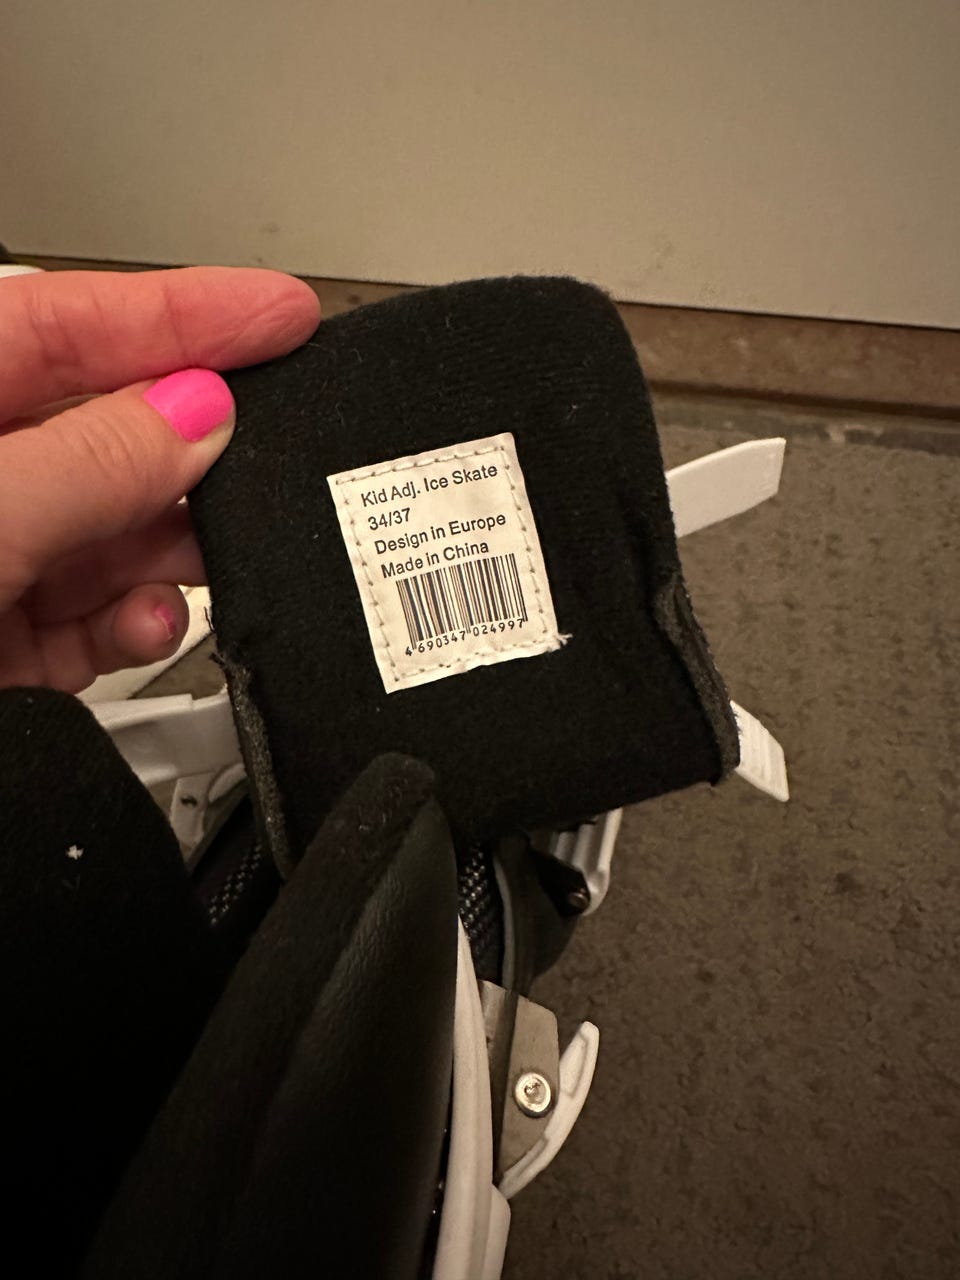 Kid Adj. Ice Skate
34/37
Design in Europe
Made in China
4 690347 024997